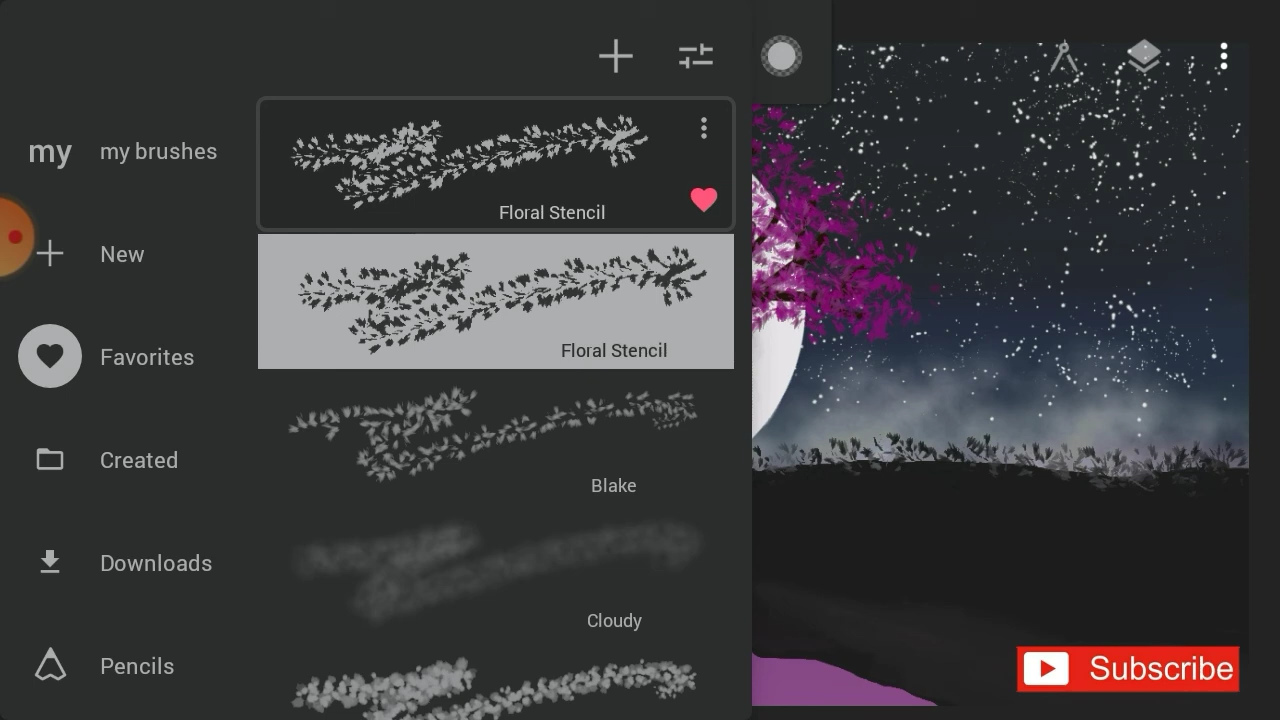 my my brushes
New
Favorites
Created
Downloads
Pencils
Floral Stencil
Floral Stencil
Blake
Cloudy
Subscribe